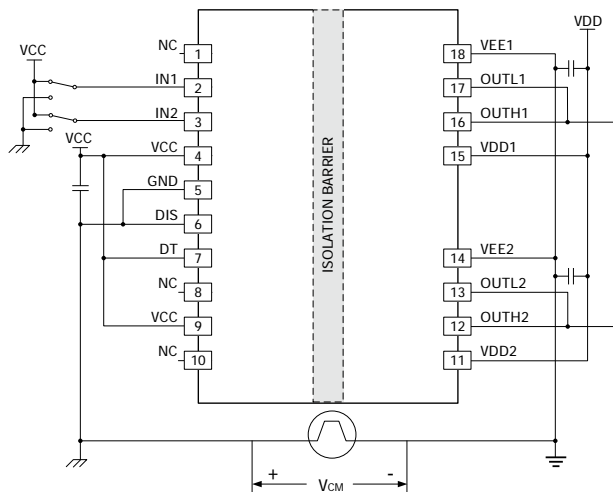 VCC
NC 1
IN1 2
IN2 3
VCC
VCC 4
GND 5
DIS 6
DT 7
NC 8
VCC 9
NC 10
ISOLATION BARRIER
VDD
18 VEE1
17 OUTL1
16 OUTH1
15 VDD1
14 VEE2
13 OUTL2
12 OUTH2
11 VDD2
+ VCM -